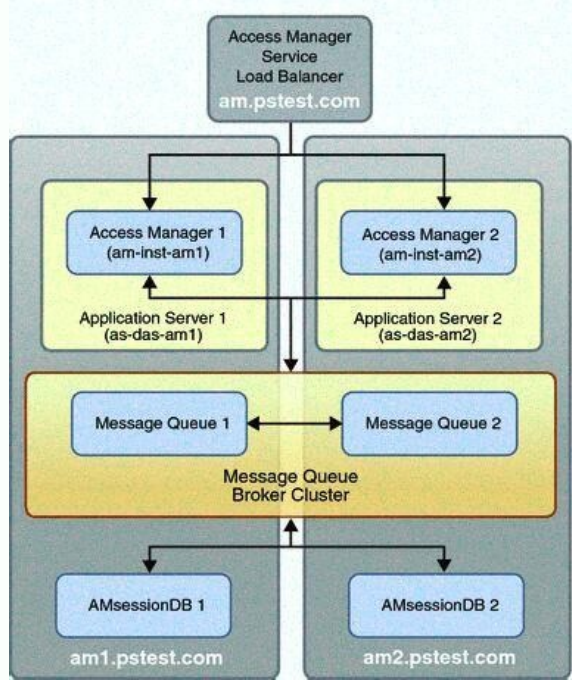 Access Manager
Service
Load Balancer
am.pstest.com
Access Manager 1
(am-inst-am1)
Access Manager 2
(am-inst-am2)
Application Server 1
(as-das-am1)
Application Server 2
(as-das-am2)
Message Queue 1
Message Queue 2
Message Queue
Broker Cluster
AMsessionDB 1
AMsessionDB 2
am1.pstest.com
am2.pstest.com